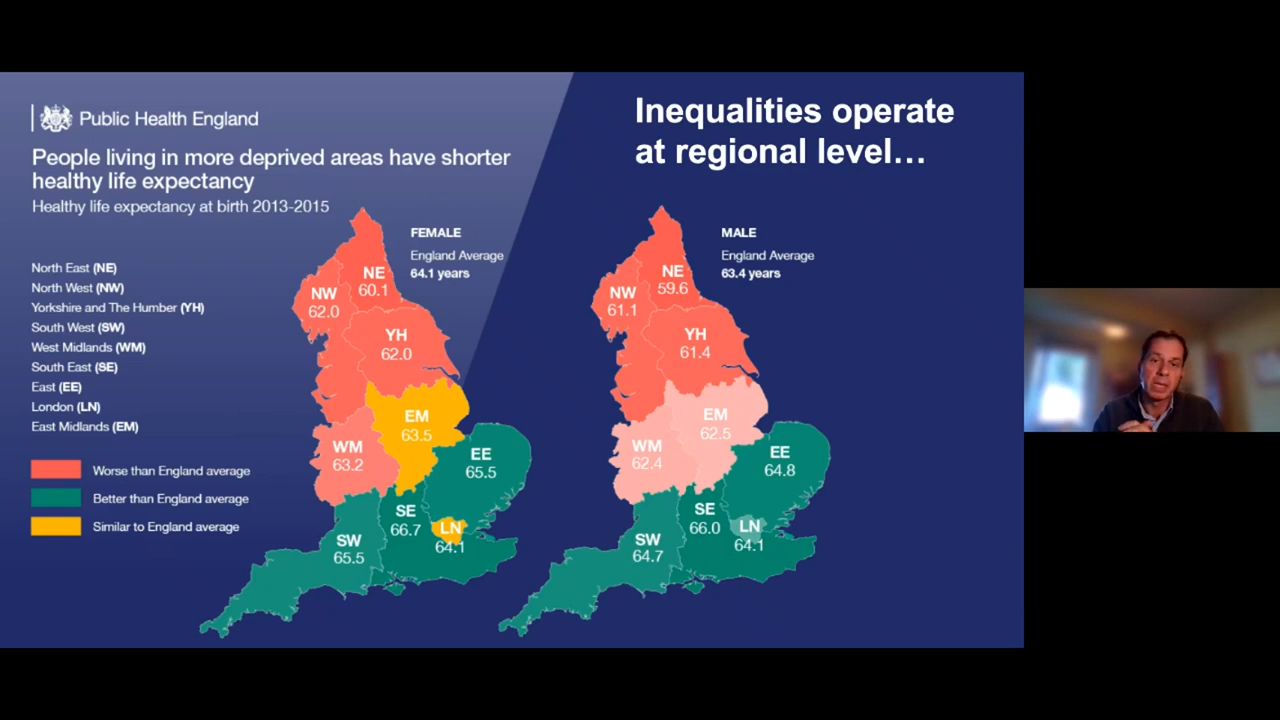 Public Health England
People living in more deprived areas have shorter
healthy life expectancy
Healthy life expectancy at birth 2013-2015
Inequalities operate
at regional level…
North East (NE)
North West (NW)
Yorkshire and The Humber (YH)
South West (SW)
West Midlands (WM)
South East (SE)
East (EE)
London (LN)
East Midlands (EM)
Worse than England average
Better than England average
Similar to England average
FEMALE
England Average
64.1 years
NE
60.1
NW
62.0
YH
62.0
EM
63.5
WM
63.2
EE
65.5
SE
66.7
LN
64.1
SW
65.5
MALE
England Average
63.4 years
NE
59.6
NW
61.1
YH
61.4
EM
62.5
WM
62.4
EE
64.8
SE
66.0
LN
64.1
SW
64.7